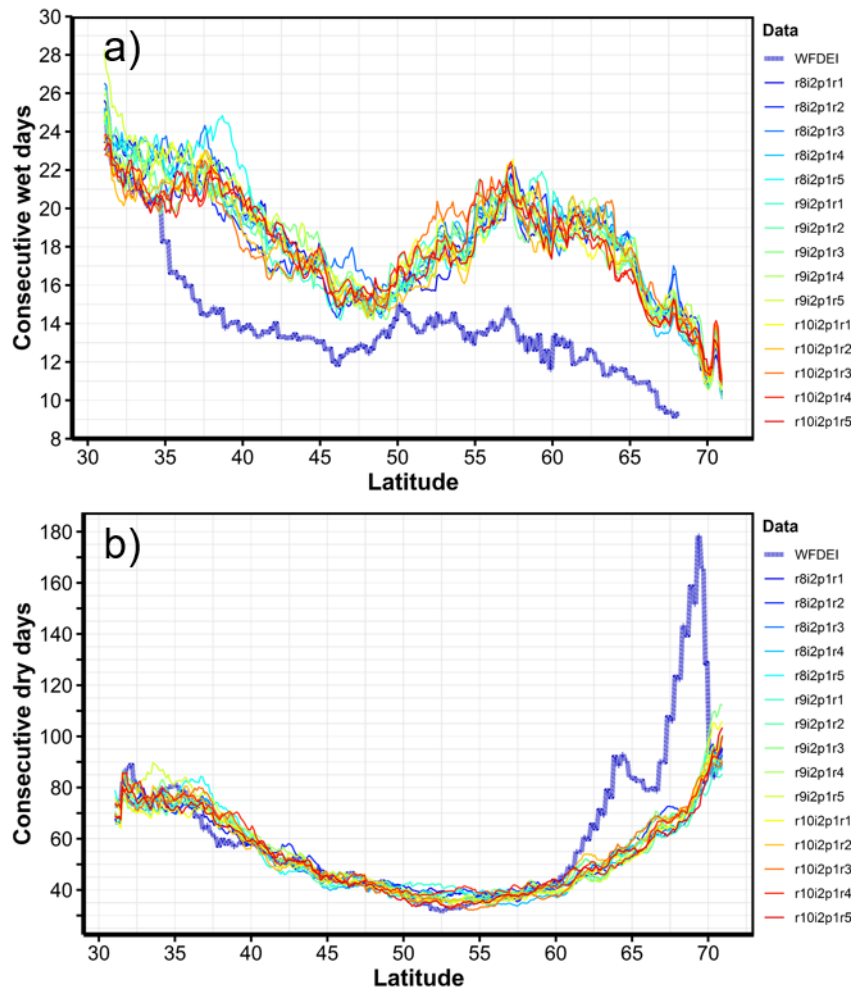 a)
Consecutive wet days
30
28
26
24
22
20
18
16
14
12
10
8
30 35 40 45 50 55 60 65 70
Latitude
Data
WFDEI
r8i2p1r1
r8i2p1r2
r8i2p1r3
r8i2p1r4
r8i2p1r5
r9i2p1r1
r9i2p1r2
r9i2p1r3
r9i2p1r4
r9i2p1r5
r10i2p1r1
r10i2p1r2
r10i2p1r3
r10i2p1r4
r10i2p1r5
b)
Consecutive dry days
180
160
140
120
100
80
60
40
30 35 40 45 50 55 60 65 70
Latitude
Data
WFDEI
r8i2p1r1
r8i2p1r2
r8i2p1r3
r8i2p1r4
r8i2p1r5
r9i2p1r1
r9i2p1r2
r9i2p1r3
r9i2p1r4
r9i2p1r5
r10i2p1r1
r10i2p1r2
r10i2p1r3
r10i2p1r4
r10i2p1r5